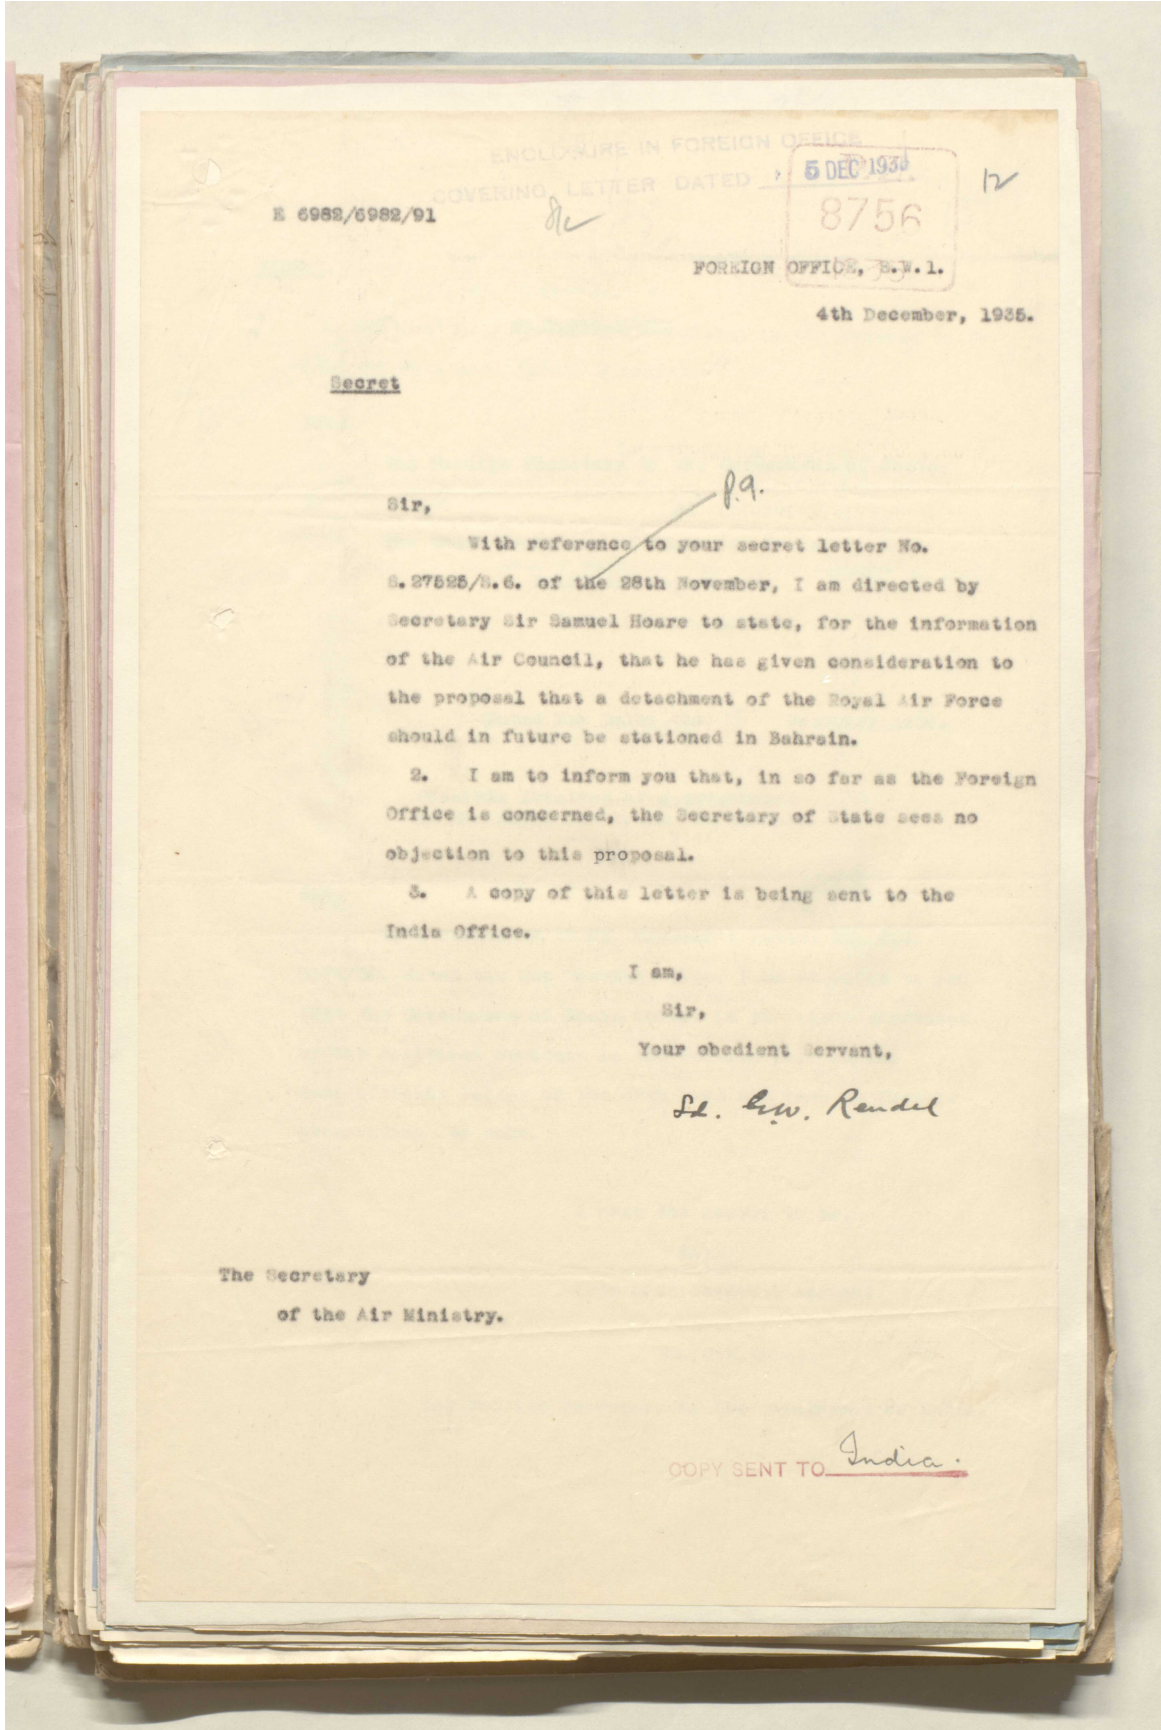 ENCLOSURE IN FOREIGN OFFICE
COVERING LETTER DATED
5 DEC 1935
12
8756
E 6982/6982/91
FOREIGN OFFICE, S.W.1.
4th December, 1935.
Secret
p.9.
Sir,
With reference to your secret letter No.
S.27525/S.6. of the 28th November, I am directed by
Secretary Sir Samuel Hoare to state, for the information
of the Air Council, that he has given consideration to
the proposal that a detachment of the Royal Air Force
should in future be stationed in Bahrain.
2. I am to inform you that, in so far as the Foreign
Office is concerned, the Secretary of State sees no
objection to this proposal.
3. A copy of this letter is being sent to the
India Office.
I am,
Sir,
Your obedient Servant,
Sd. G.W. Rendel
The Secretary
of the Air Ministry.
COPY SENT TO India.